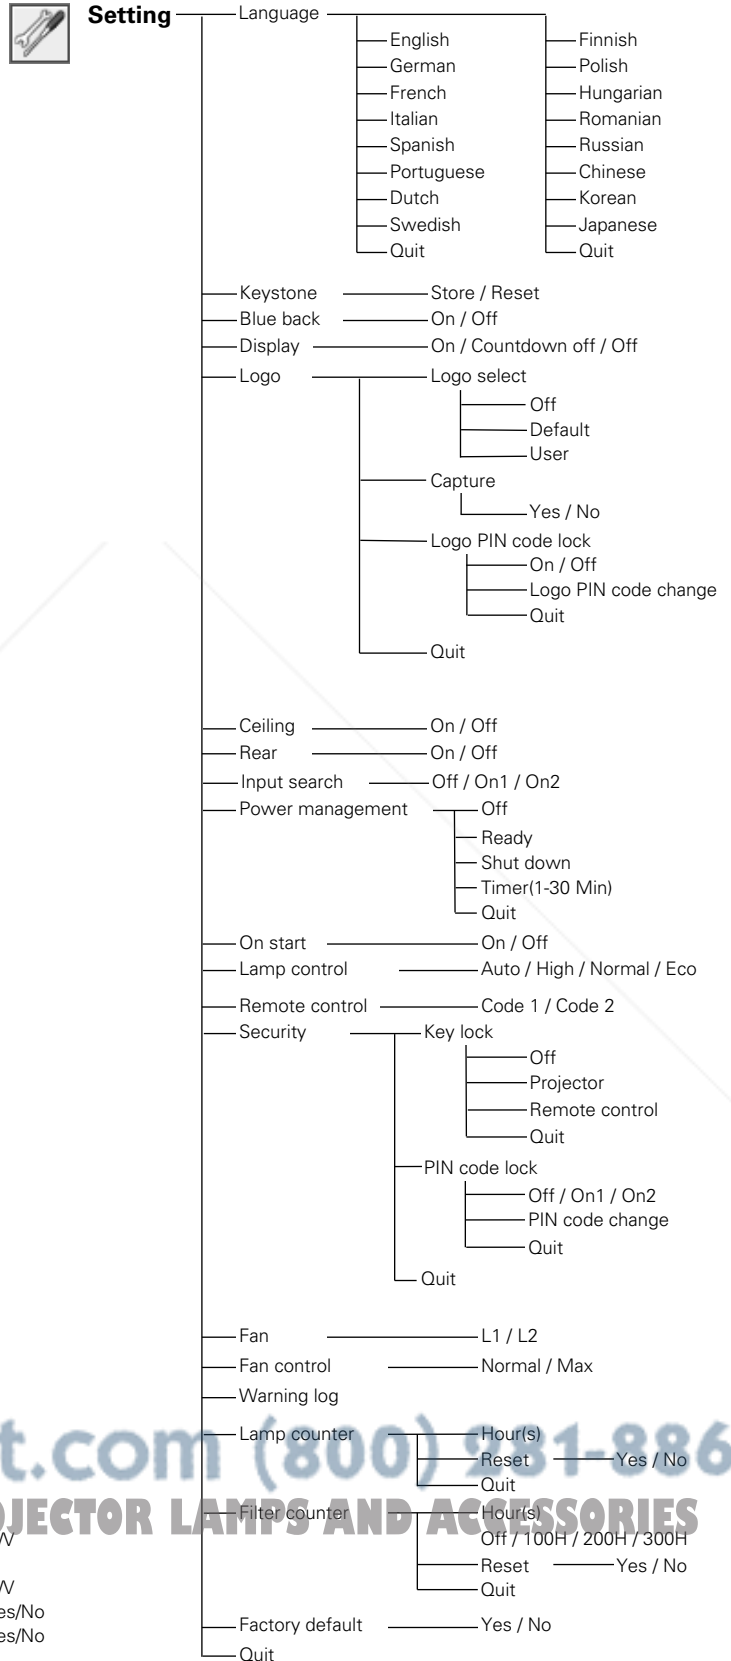 Setting
Language
English
German
French
Italian
Spanish
Portuguese
Dutch
Swedish
Quit
Finnish
Polish
Hungarian
Romanian
Russian
Chinese
Korean
Japanese
Quit
Keystone Store / Reset
Blue back On / Off
Display On / Countdown off / Off
Logo Logo select
Off
Default
User
Capture
Yes / No
Logo PIN code lock
On / Off
Logo PIN code change
Quit
Quit
Ceiling On / Off
Rear On / Off
Input search Off / On1 / On2
Power management Off
Ready
Shut down
Timer(1-30 Min)
Quit
On start On / Off
Lamp control Auto / High / Normal / Eco
Remote control Code 1 / Code 2
Security Key lock
Off
Projector
Remote control
Quit
PIN code lock
Off / On1 / On2
PIN code change
Quit
Quit
Fan L1 / L2
Fan control Normal / Max
Warning log
Lamp counter Hour(s)
Reset Yes / No
Quit
t.com (800) 281-886
OJECTOR LAMPS AND ACCESSORIES
Filter counter Hour(s)
Off / 100H / 200H / 300H
Reset Yes / No
Quit
es/No
es/No
Factory default Yes / No
Quit